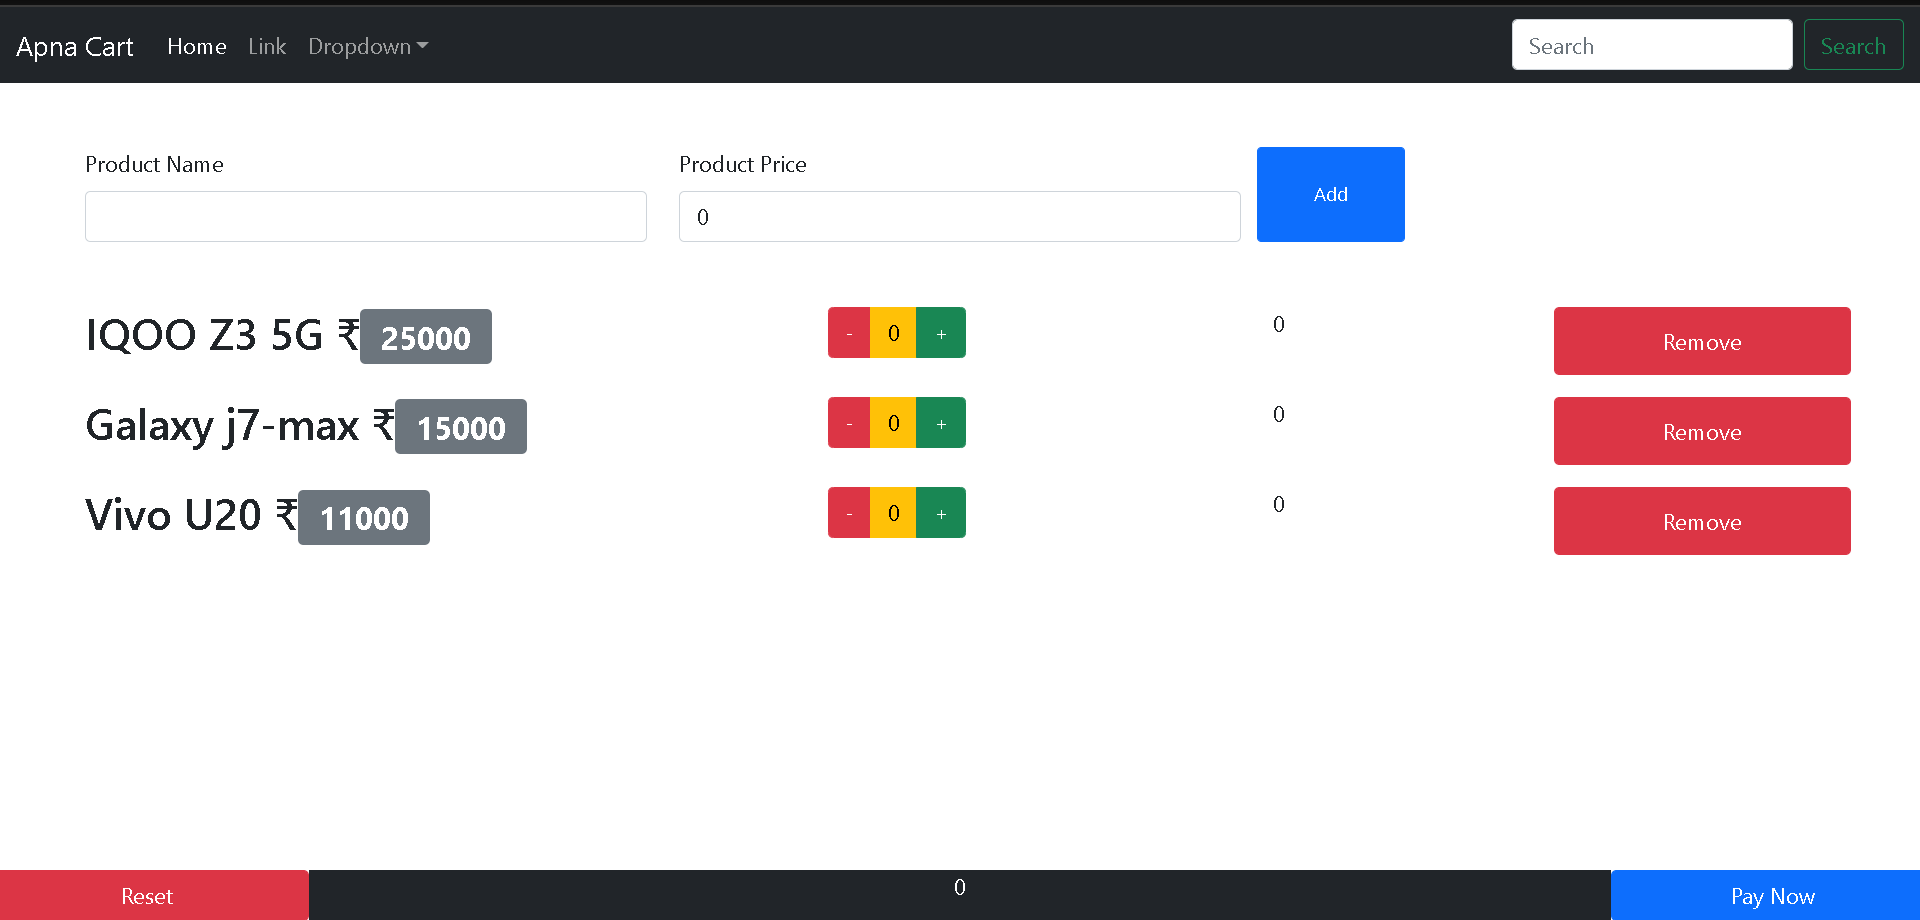 Apna Cart Home Link Dropdown Search Search
Product Name Product Price
0 Add
IQOO Z3 5G ₹25000 - 0 + 0 Remove
Galaxy j7-max ₹15000 - 0 + 0 Remove
Vivo U20 ₹11000 - 0 + 0 Remove
Reset 0 Pay Now